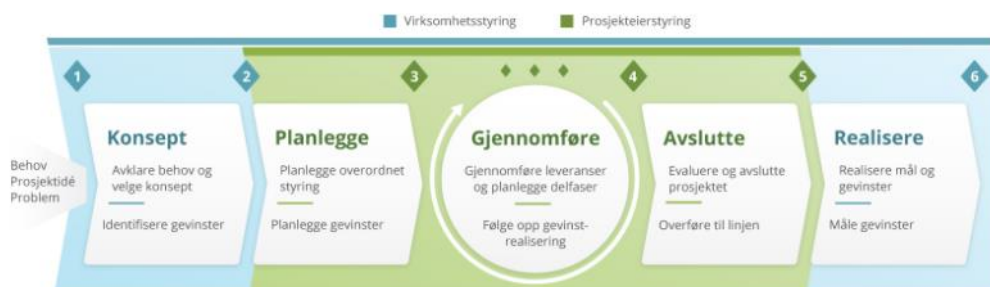 Virksomhetsstyring
Prosjekteierstyring
1
2
3
4
5
6
Behov
Prosjektidé
Problem
Konsept
Avklare behov og
velge konsept
Identifisere gevinster
Planlegge
Planlegge overordnet
styring
Planlegge gevinster
Gjennomføre
Gjennomføre leveranser
og planlegge delfaser
Følge opp gevinst-
realisering
Avslutte
Evaluere og avslutte
prosjektet
Overføre til linjen
Realisere
Realisere mål og
gevinster
Måle gevinster